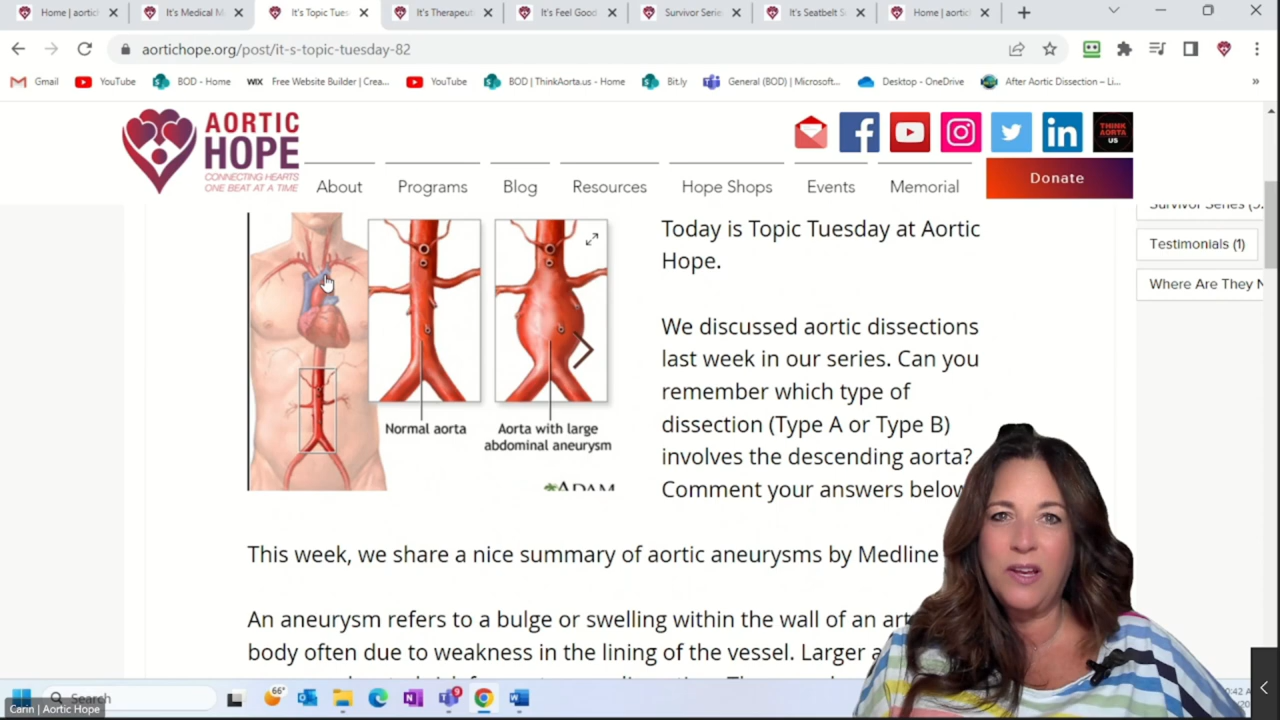 Home | aortic
It's Medical M
It's Topic Tues
It's Therapeut
It's Feel Good
Survivor Serie
It's Seatbelt S
Home | aortic
aortichope.org/post/it-s-topic-tuesday-82
Gmail
YouTube
BOD - Home
WIX
Free Website Builder | Crea...
YouTube
BOD | ThinkAorta.us - Home
Bit.ly
General (BOD) | Microsoft...
Desktop - OneDrive
After Aortic Dissection – Li...
AORTIC
HOPE
CONNECTING HEARTS
ONE BEAT AT A TIME
THINK
AORTA
US
About
Programs
Blog
Resources
Hope Shops
Events
Memorial
Donate
Testimonials (1)
Where Are They N
Normal aorta
Aorta with large
abdominal aneurysm
ADAM
Today is Topic Tuesday at Aortic
Hope.
We discussed aortic dissections
last week in our series. Can you
remember which type of
dissection (Type A or Type B)
involves the descending aorta?
Comment your answers below
This week, we share a nice summary of aortic aneurysms by Medline
An aneurysm refers to a bulge or swelling within the wall of an art
body often due to weakness in the lining of the vessel. Larger a
Search
66°
9
Carin | Aortic Hope